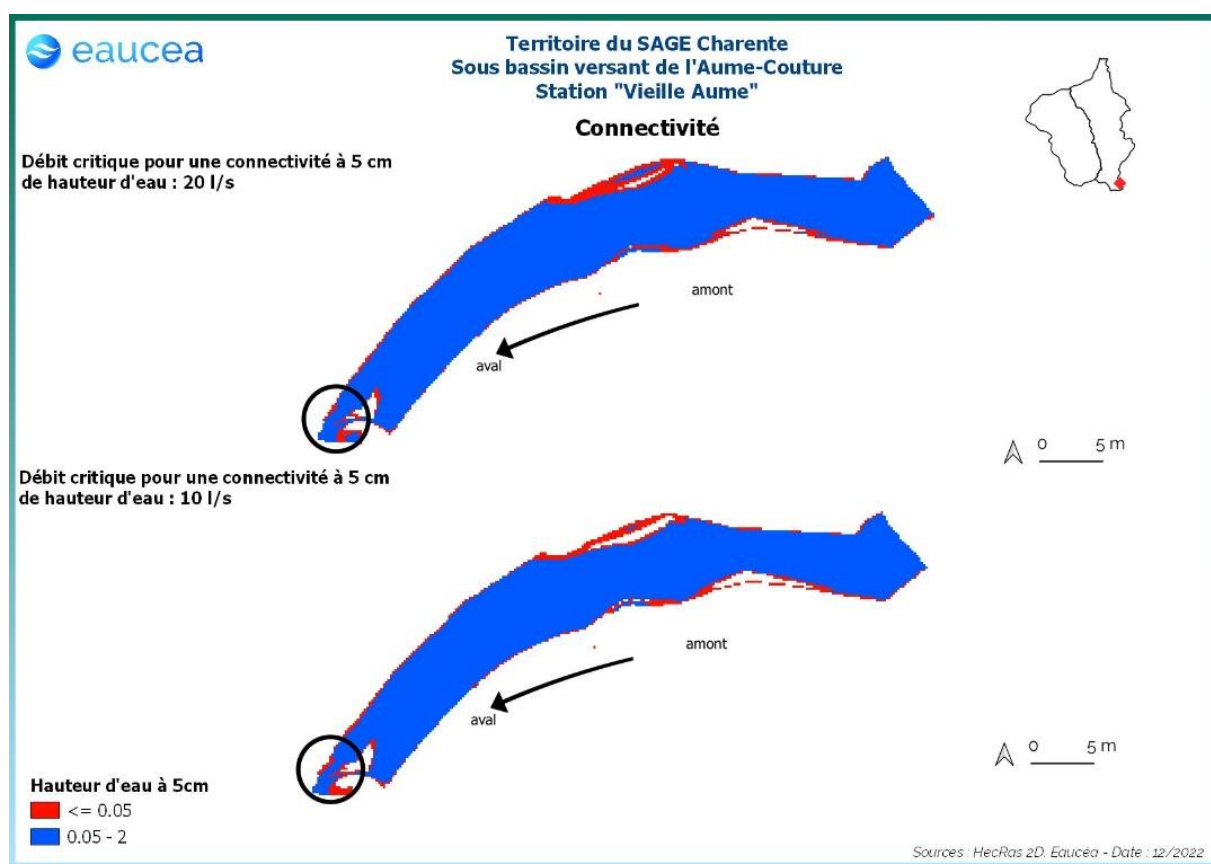 eaucea
Territoire du SAGE Charente
Sous bassin versant de l'Aume-Couture
Station "Vieille Aume"
Connectivité
Débit critique pour une connectivité à 5 cm
de hauteur d'eau : 20 l/s
amont
aval
0 5 m
Débit critique pour une connectivité à 5 cm
de hauteur d'eau : 10 l/s
amont
aval
0 5 m
Hauteur d'eau à 5cm
<= 0.05
0.05 - 2
Sources : HecRas 2D, Eaucéa - Date : 12/2022